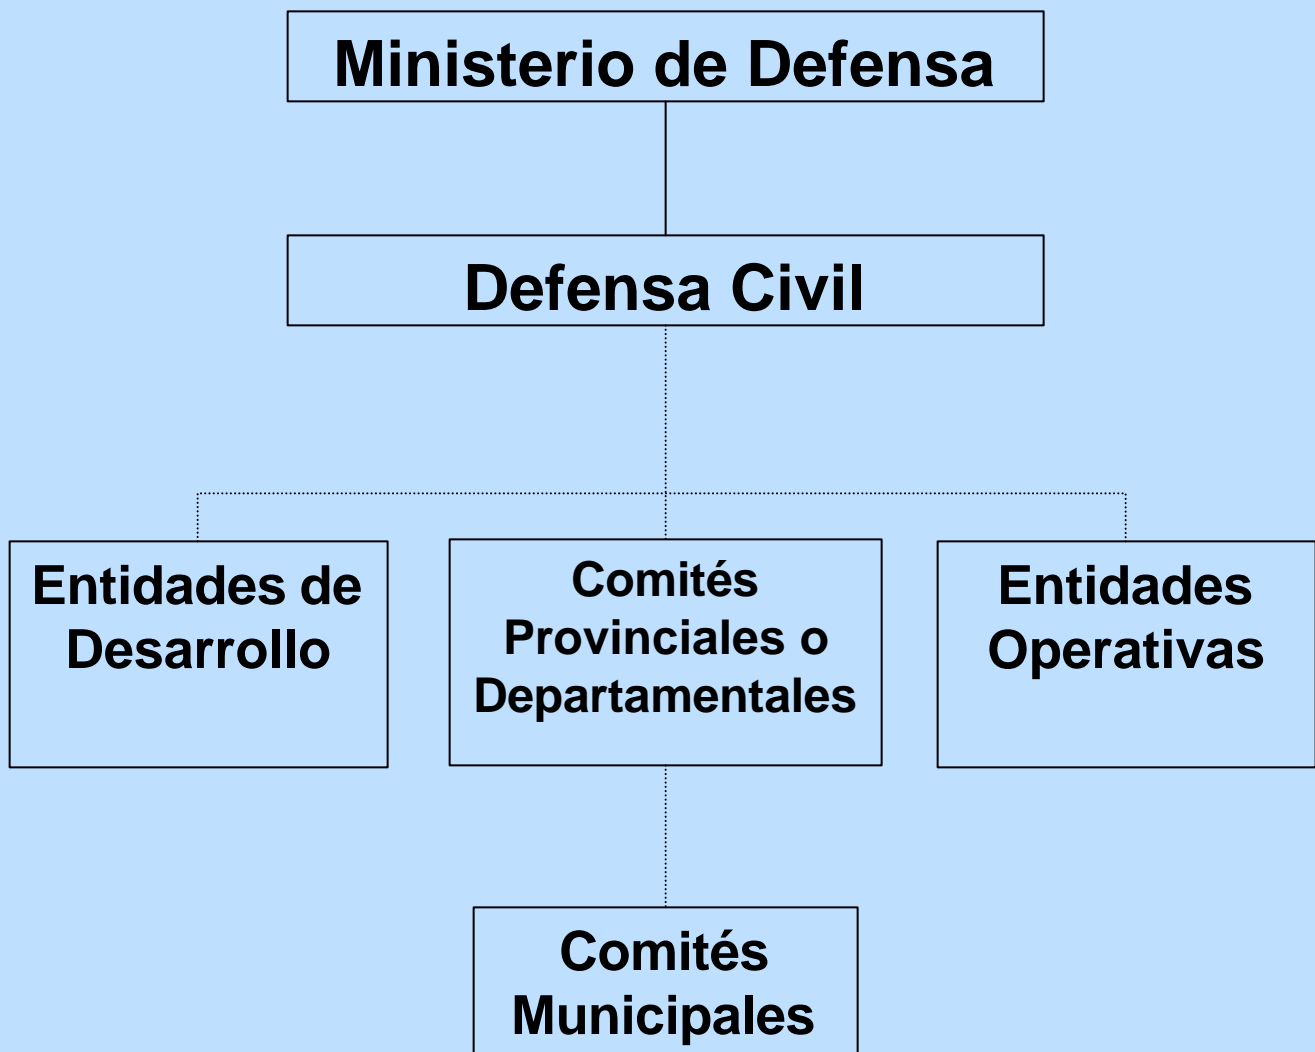 Ministerio de Defensa
Defensa Civil
Entidades de
Desarrollo
Comités
Provinciales o
Departamentales
Entidades
Operativas
Comités
Municipales